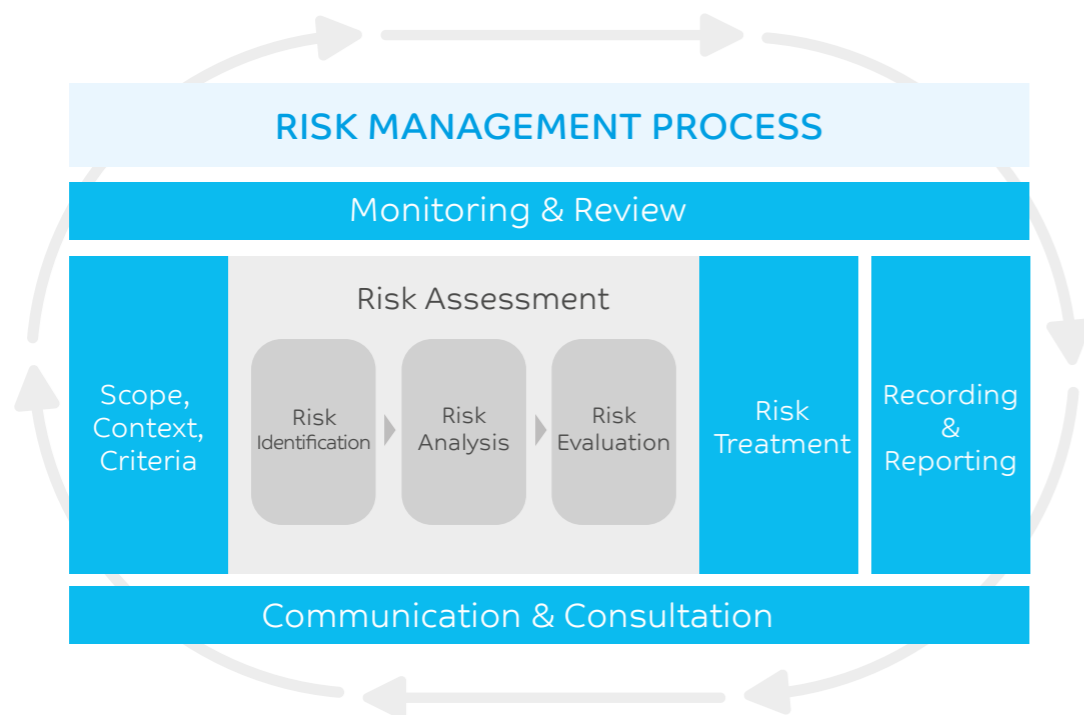 RISK MANAGEMENT PROCESS
Monitoring & Review
Scope,
Context,
Criteria
Risk Assessment
Risk
Identification
Risk
Analysis
Risk
Evaluation
Risk
Treatment
Recording
&
Reporting
Communication & Consultation